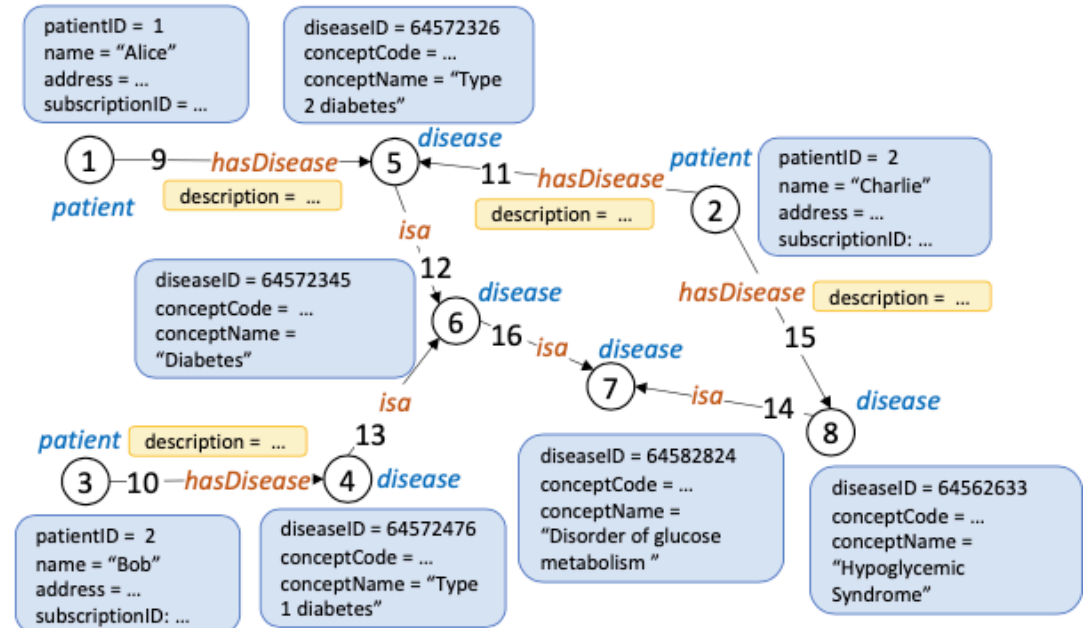 patientID = 1
name = “Alice”
address = ...
subscriptionID = ...
diseaseID = 64572326
conceptCode = ...
conceptName = “Type
2 diabetes”
disease
patient
patientID = 2
name = “Charlie”
address = ...
subscriptionID: ...
1
9
hasDisease
5
11
hasDisease
2
patient
description = ...
description = ...
isa
12
diseaseID = 64572345
conceptCode = ...
conceptName =
“Diabetes”
disease
hasDisease
description = ...
6
16
isa
disease
15
7
isa
14
disease
8
isa
13
patient
description = ...
3
10
hasDisease
4
disease
patientID = 2
name = “Bob”
address = ...
subscriptionID: ...
diseaseID = 64572476
conceptCode = ...
conceptName = “Type
1 diabetes”
diseaseID = 64582824
conceptCode = ...
conceptName =
“Disorder of glucose
metabolism ”
diseaseID = 64562633
conceptCode = ...
conceptName =
“Hypoglycemic
Syndrome”